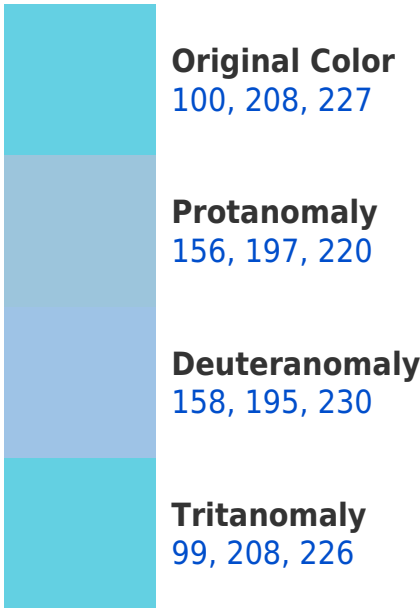 Original Color
100, 208, 227
Protanomaly
156, 197, 220
Deuteranomaly
158, 195, 230
Tritanomaly
99, 208, 226